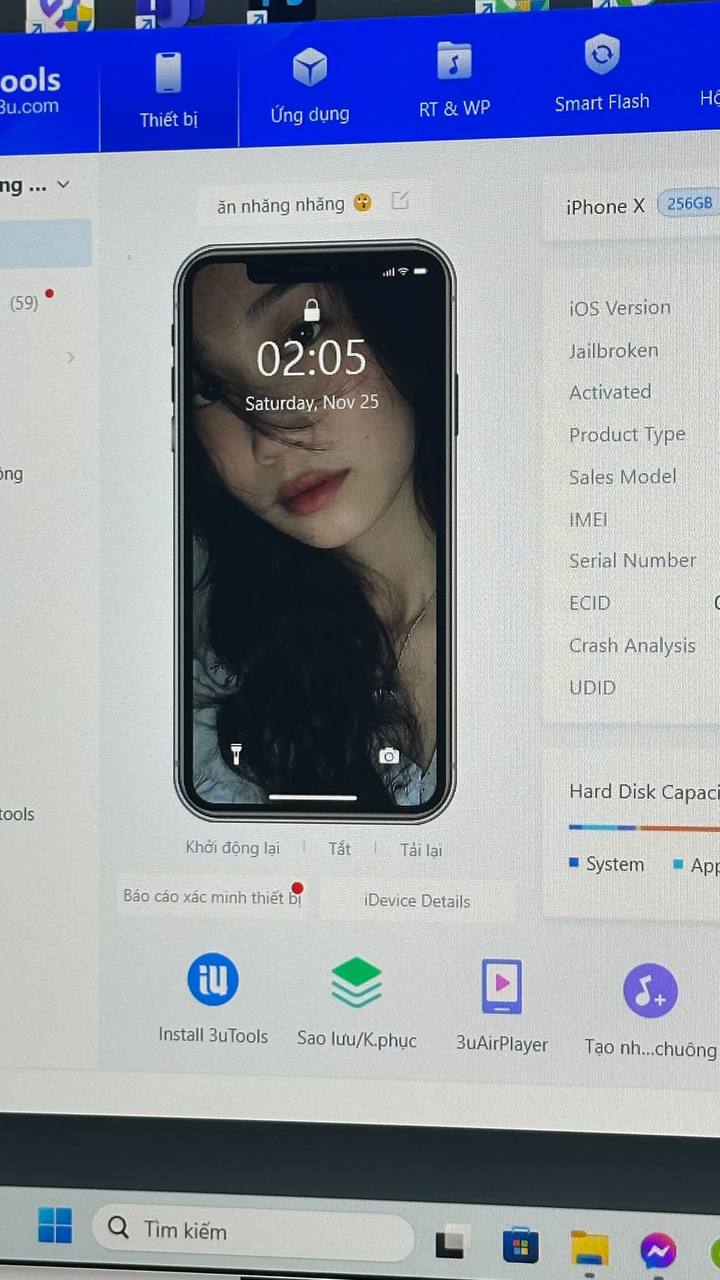 ools
3u.com
Thiết bị
Ứng dụng
RT & WP
Smart Flash
ng ...
(59)
ông
tools
ăn nhăng nhăng
02:05
Saturday, Nov 25
Khởi động lại
Tắt
Tải lại
Báo cáo xác minh thiết bị
iDevice Details
iPhone X 256GB
iOS Version
Jailbroken
Activated
Product Type
Sales Model
IMEI
Serial Number
ECID
Crash Analysis
UDID
Hard Disk Capaci
System
App
Install 3uTools
Sao lưu/K.phục
3uAirPlayer
Tạo nh...chuông
Tìm kiếm